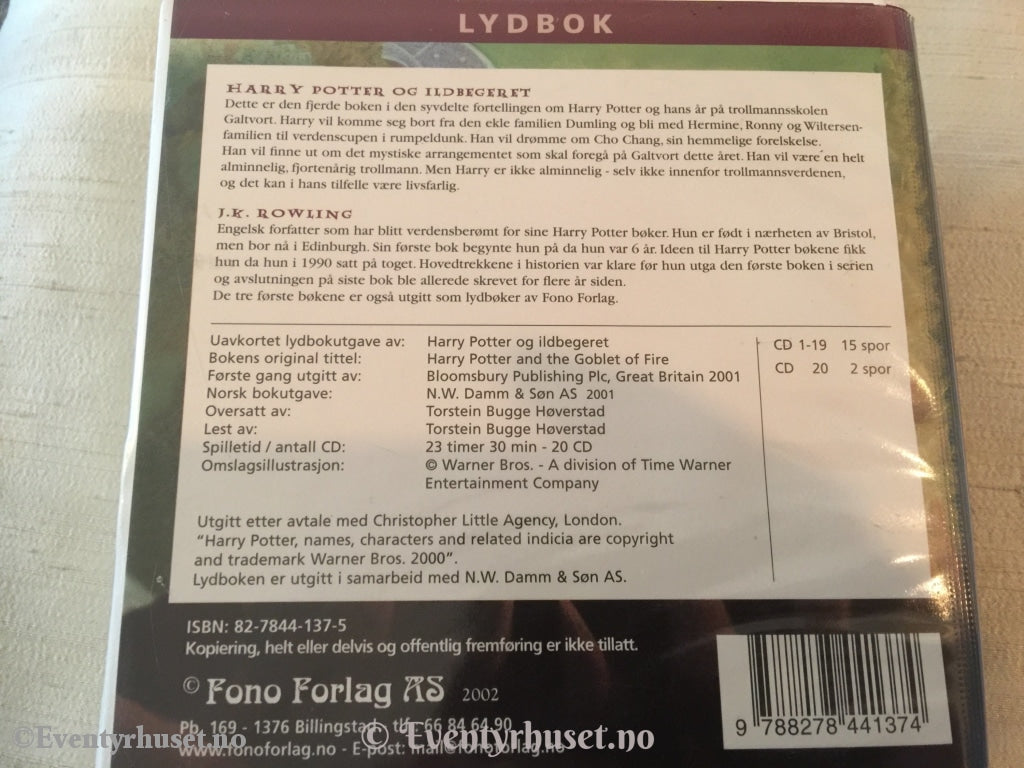 LYDBOK
HARRY POTTER OG ILDBEGERET
Dette er den fjerde boken i den syvdelte fortellingen om Harry Potter og hans år på trollmannsskolen
Galtvort. Harry vil komme seg bort fra den ekle familien Dumling og bli med Hermine, Ronny og Wiltersen-
familien til verdenscupen i rumpeldunk. Han vil drømme om Cho Chang, sin hemmelige forelskelse.
Han vil finne ut om det mystiske arrangementet som skal foregå på Galtvort dette året. Han vil være en helt
alminnelig, fjortenårig trollmann. Men Harry er ikke alminnelig - selv ikke innenfor trollmannsverdenen,
og det kan i hans tilfelle være livsfarlig.
J.K. ROWLING
Engelsk forfatter som har blitt verdensberømt for sine Harry Potter bøker. Hun er født i nærheten av Bristol,
men bor nå i Edinburgh. Sin første bok begynte hun på da hun var 6 år. Ideen til Harry Potter bøkene fikk
hun da hun i 1990 satt på toget. Hovedtrekkene i historien var klare før hun utga den første boken i serien
og avslutningen på siste bok ble allerede skrevet for flere år siden.
De tre første bøkene er også utgitt som lydbøker av Fono Forlag.
Uavkortet lydbokutgave av: Harry Potter og ildbegeret
Bokens original tittel: Harry Potter and the Goblet of Fire
Første gang utgitt av: Bloomsbury Publishing Plc, Great Britain 2001
Norsk bokutgave: N.W. Damm & Søn AS 2001
Oversatt av: Torstein Bugge Høverstad
Lest av: Torstein Bugge Høverstad
Spilletid / antall CD: 23 timer 30 min - 20 CD
Omslagsillustrasjon: © Warner Bros. - A division of Time Warner
Entertainment Company
CD 1-19 15 spor
CD 20 2 spor
Utgitt etter avtale med Christopher Little Agency, London.
“Harry Potter, names, characters and related indicia are copyright
and trademark Warner Bros. 2000”.
Lydboken er utgitt i samarbeid med N.W. Damm & Søn AS.
ISBN: 82-7844-137-5
Kopiering, helt eller delvis og offentlig fremføring er ikke tillatt.
© Fono Forlag AS 2002
Pb. 169 - 1376 Billingstad - tlf. 66 84 64 90
www.fonoforlag.no - E-post: mail@fonoforlag.no
9 788278 441374
©Eventyrhuset.no
© Eventyrhuset.no